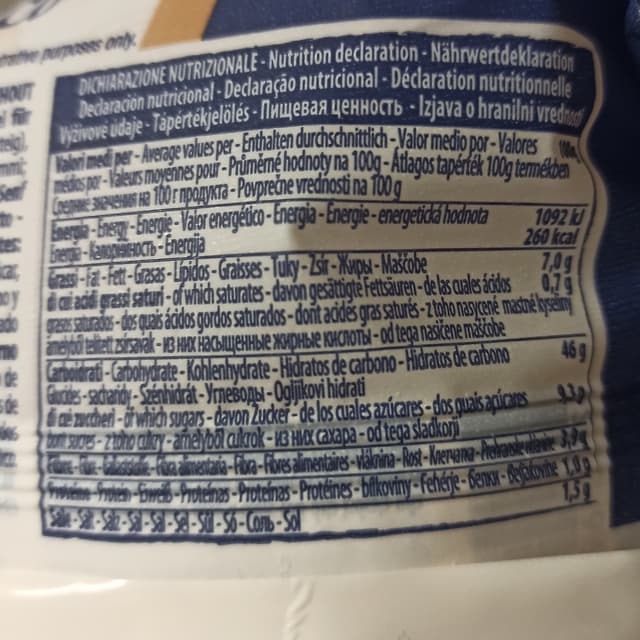 purposes only.
DICHIARAZIONE NUTRIZIONALE - Nutrition declaration - Nährwertdeklaration
Declaración nutricional - Declaração nutricional - Déclaration nutritionnelle
Výživové údaje - Tápértékjelölés - Пищевая ценность - Izjava o hranilni vrednosti
Valori medi per - Average values per - Enthalten durchschnittlich - Valor medio por - Valores
médios por - Valeurs moyennes pour - Průměrné hodnoty na 100g - Átlagos tápérték 100g termékben
Средние значения на 100 г продукта - Povprečne vrednosti na 100 g
Energia - Energy - Energie - Valor energético - Energia - Énergie - energetická hodnota 1092 kJ
Energia - Калорийность - Energija 260 kcal
Grassi - Fat - Fett - Grasas - Lípidos - Graisses - Tuky - Zsír - Жиры - Maščobe 7,0 g
di cui acidi grassi saturi - of which saturates - davon gesättigte Fettsäuren - de las cuales ácidos 0,7 g
grasos saturados - dos quais ácidos gordos saturados - dont acides gras saturés - z toho nasycené mastné kyseliny
amelyből telített zsírsavak - из них насыщенные жирные кислоты - od tega nasičene maščobe
Carboidrati - Carbohydrate - Kohlenhydrate - Hidratos de carbono - Hidratos de carbono 46 g
Glucides - sacharidy - Szénhidrát - Углеводы - Ogljikovi hidrati
di cui zuccheri - of which sugars - davon Zucker - de los cuales azúcares - dos quais açúcares
dont sucres - z toho cukry - amelyből cukrok - из них сахара - od tega sladkorji
Fibra alimentaria - Fibra - Fibres alimentaires - vláknina - Rost - Клетчатка
Proteine - Protein - Eiweiß - Proteínas - Proteínas - Protéines - bílkoviny - Fehérje - белки - Beljakovine
Sale - Salt - Salz - Sal - Sal - Sel - Sůl - Só - Соль - Sol 1,5 g